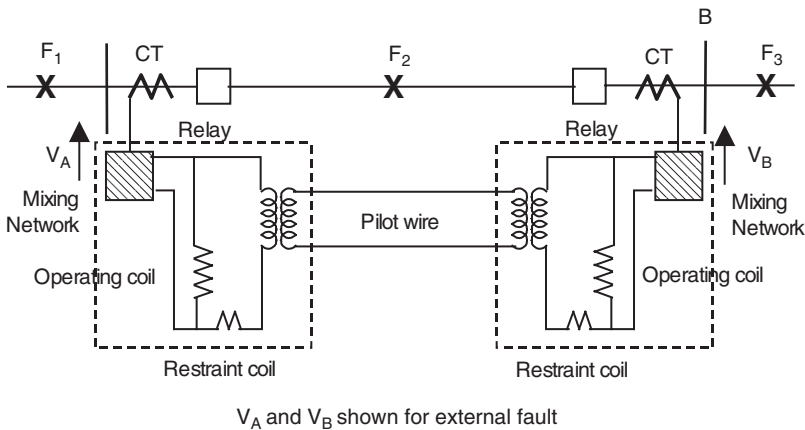 B
F1 CT F2 CT F3
Relay Relay
VA VB
Mixing Network Pilot wire Mixing Network
Operating coil Operating coil
Restraint coil Restraint coil
VA and VB shown for external fault